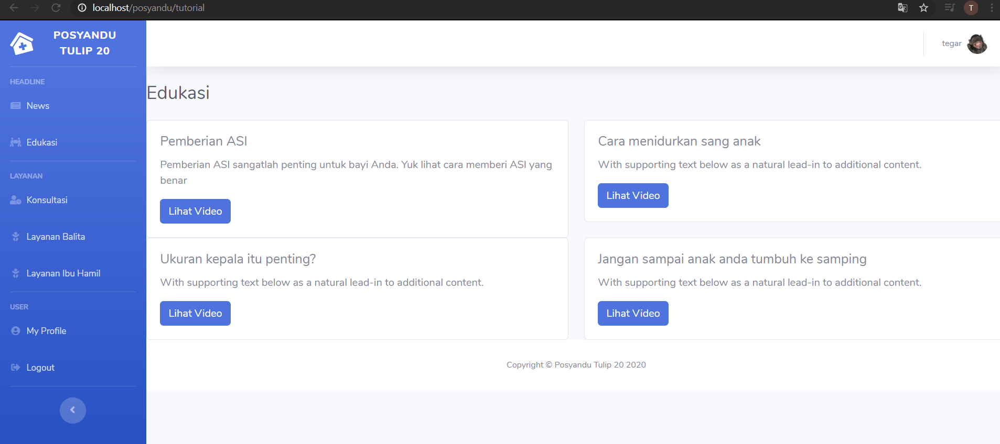 localhost/posyandu/tutorial
T
POSYANDU
TULIP 20
tegar
HEADLINE
News
Edukasi
LAYANAN
Konsultasi
Layanan Balita
Layanan Ibu Hamil
USER
My Profile
Logout
Edukasi
Pemberian ASI
Pemberian ASI sangatlah penting untuk bayi Anda. Yuk lihat cara memberi ASI yang
benar
Lihat Video
Cara menidurkan sang anak
With supporting text below as a natural lead-in to additional content.
Lihat Video
Ukuran kepala itu penting?
With supporting text below as a natural lead-in to additional content.
Lihat Video
Jangan sampai anak anda tumbuh ke samping
With supporting text below as a natural lead-in to additional content.
Lihat Video
Copyright © Posyandu Tulip 20 2020